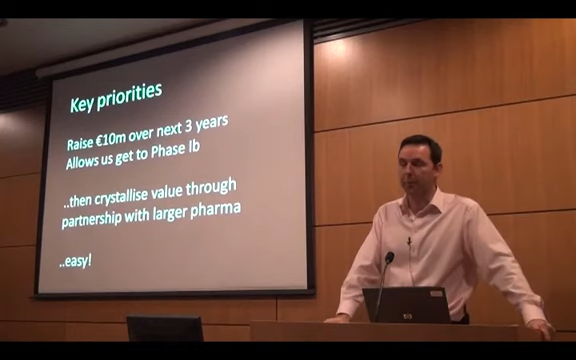 Key priorities
Raise €10m over next 3 years
Allows us get to Phase Ib
..then crystallise value through
partnership with larger pharma
..easy!